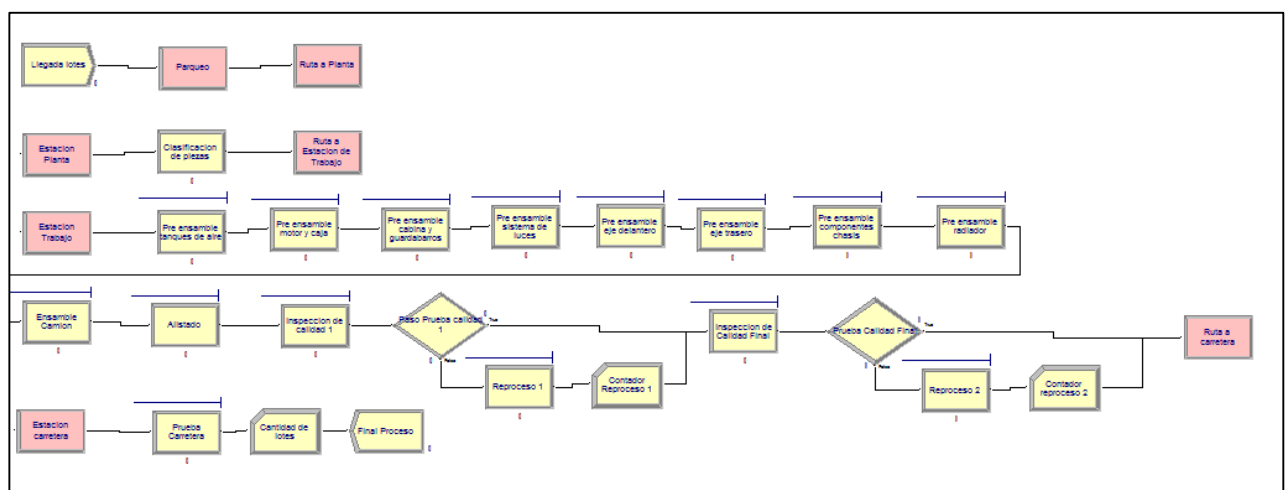 Llegada lotes
Parqueo
Ruta a Planta
Estacion
Planta
Clasificacion
de piezas
Ruta a
Estacion de
Trabajo
Estacion
Trabajo
Pre ensamble
tanques de aire
Pre ensamble
motor y caja
Pre ensamble
cabina y
guardabarros
Pre ensamble
sistema de
luces
Pre ensamble
eje delantero
Pre ensamble
eje trasero
Pre ensamble
componentes
chasis
Pre ensamble
radiador
Ensamble
Camion
Alistado
Inspeccion de
calidad 1
Paso Prueba calidad
1
True
False
Reproceso 1
Contador
Reproceso 1
Inspeccion de
Calidad Final
Prueba Calidad Final
True
False
Reproceso 2
Contador
reproceso 2
Ruta a
carretera
Estacion
carretera
Prueba
Carretera
Cantidad de
lotes
Final Proceso